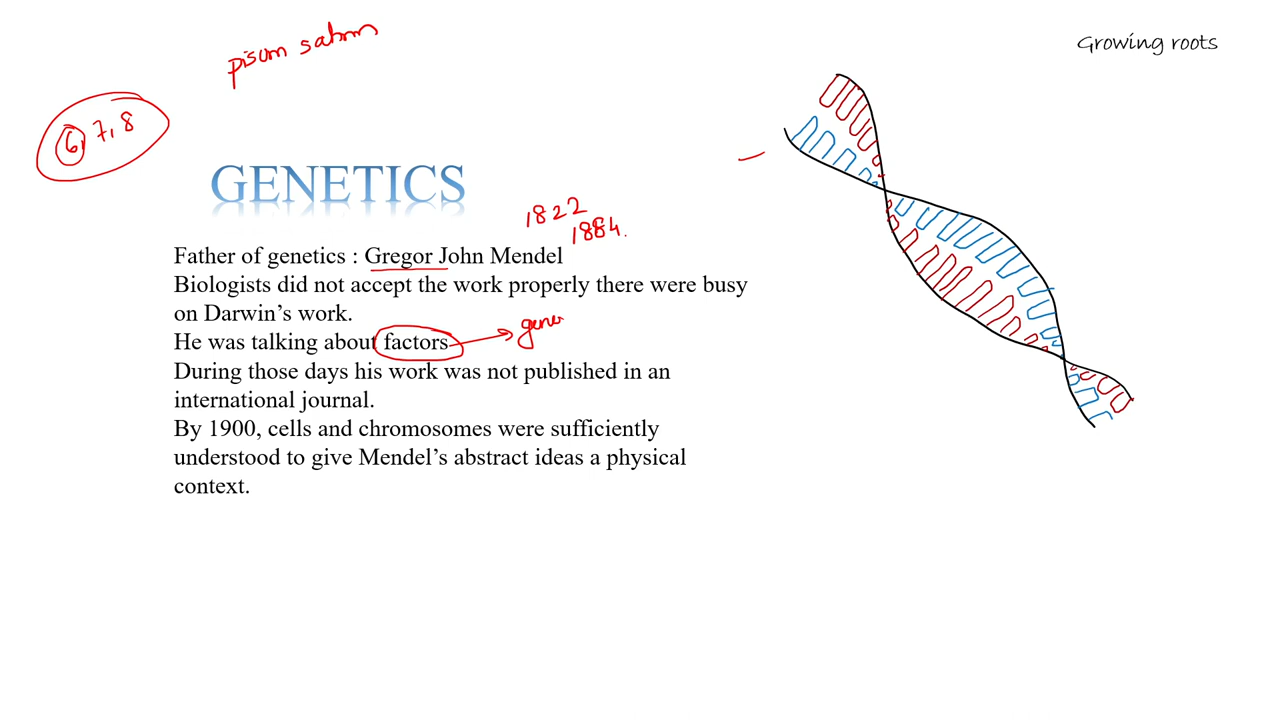 pisum satum
Growing roots
6, 7, 8
GENETICS
1822
1884.
Father of genetics : Gregor John Mendel
Biologists did not accept the work properly there were busy
on Darwin’s work.
He was talking about factors
gene
During those days his work was not published in an
international journal.
By 1900, cells and chromosomes were sufficiently
understood to give Mendel’s abstract ideas a physical
context.